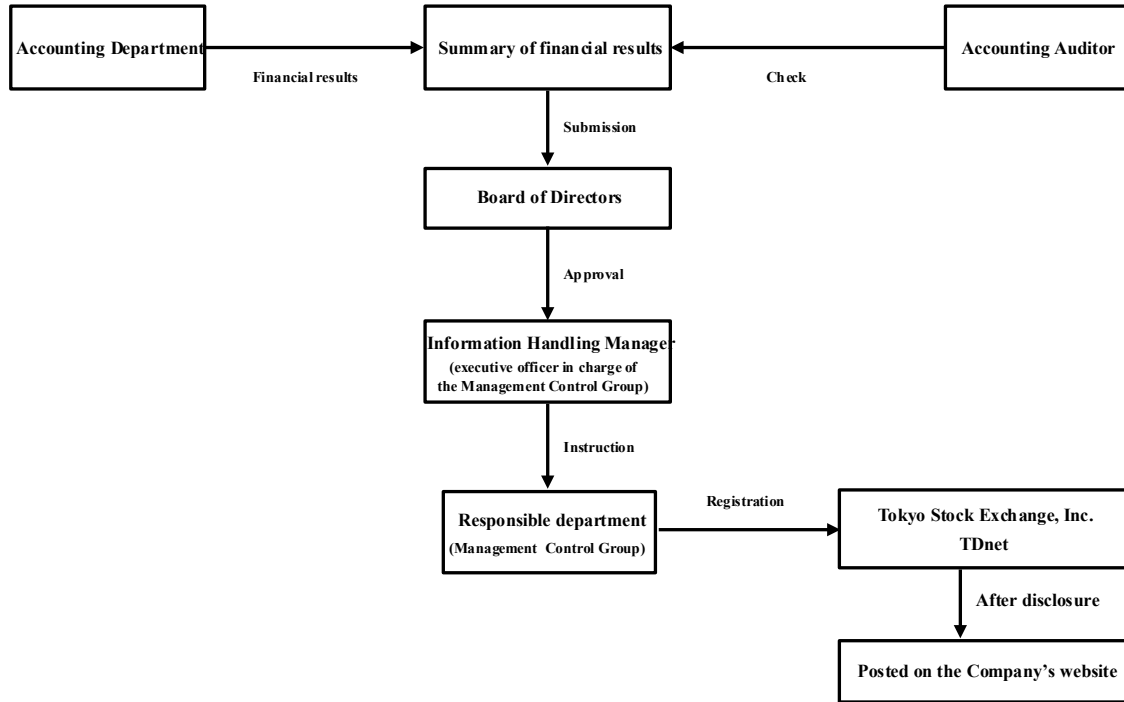 Accounting Department
Summary of financial results
Accounting Auditor
Financial results
Check
Submission
Board of Directors
Approval
Information Handling Manager
(executive officer in charge of
the Management Control Group)
Instruction
Responsible department
(Management Control Group)
Registration
Tokyo Stock Exchange, Inc.
TDnet
After disclosure
Posted on the Company’s website